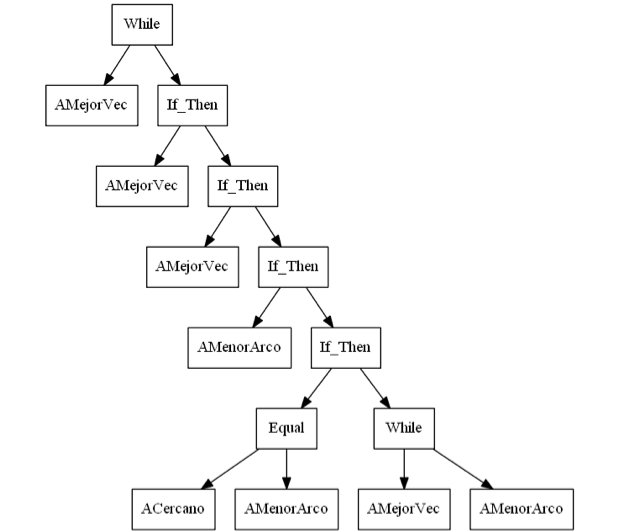 While
AMejorVec
If_Then
AMejorVec
If_Then
AMejorVec
If_Then
AMenorArco
If_Then
Equal
While
ACercano
AMenorArco
AMejorVec
AMenorArco